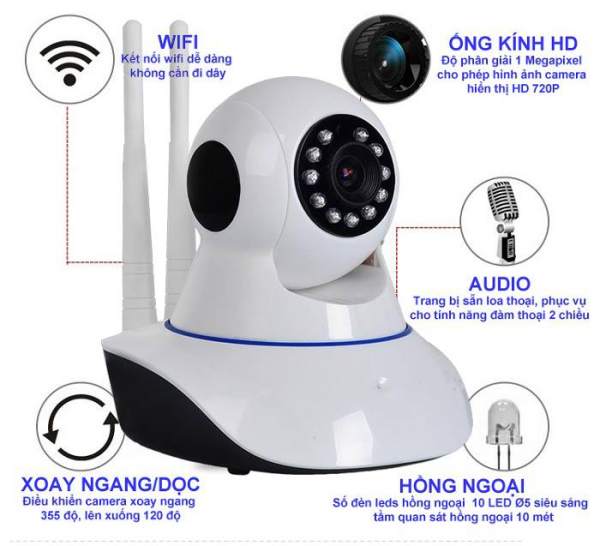 WIFI
Kết nối wifi dễ dàng
không cần đi dây
ỐNG KÍNH HD
Độ phân giải 1 Megapixel
cho phép hình ảnh camera
hiển thị HD 720P
AUDIO
Trang bị sẵn loa thoại, phục vụ
cho tính năng đàm thoại 2 chiều
XOAY NGANG/DỌC
Điều khiển camera xoay ngang
355 độ, lên xuống 120 độ
HỒNG NGOẠI
Số đèn leds hồng ngoại 10 LED Ø5 siêu sáng
tầm quan sát hồng ngoại 10 mét